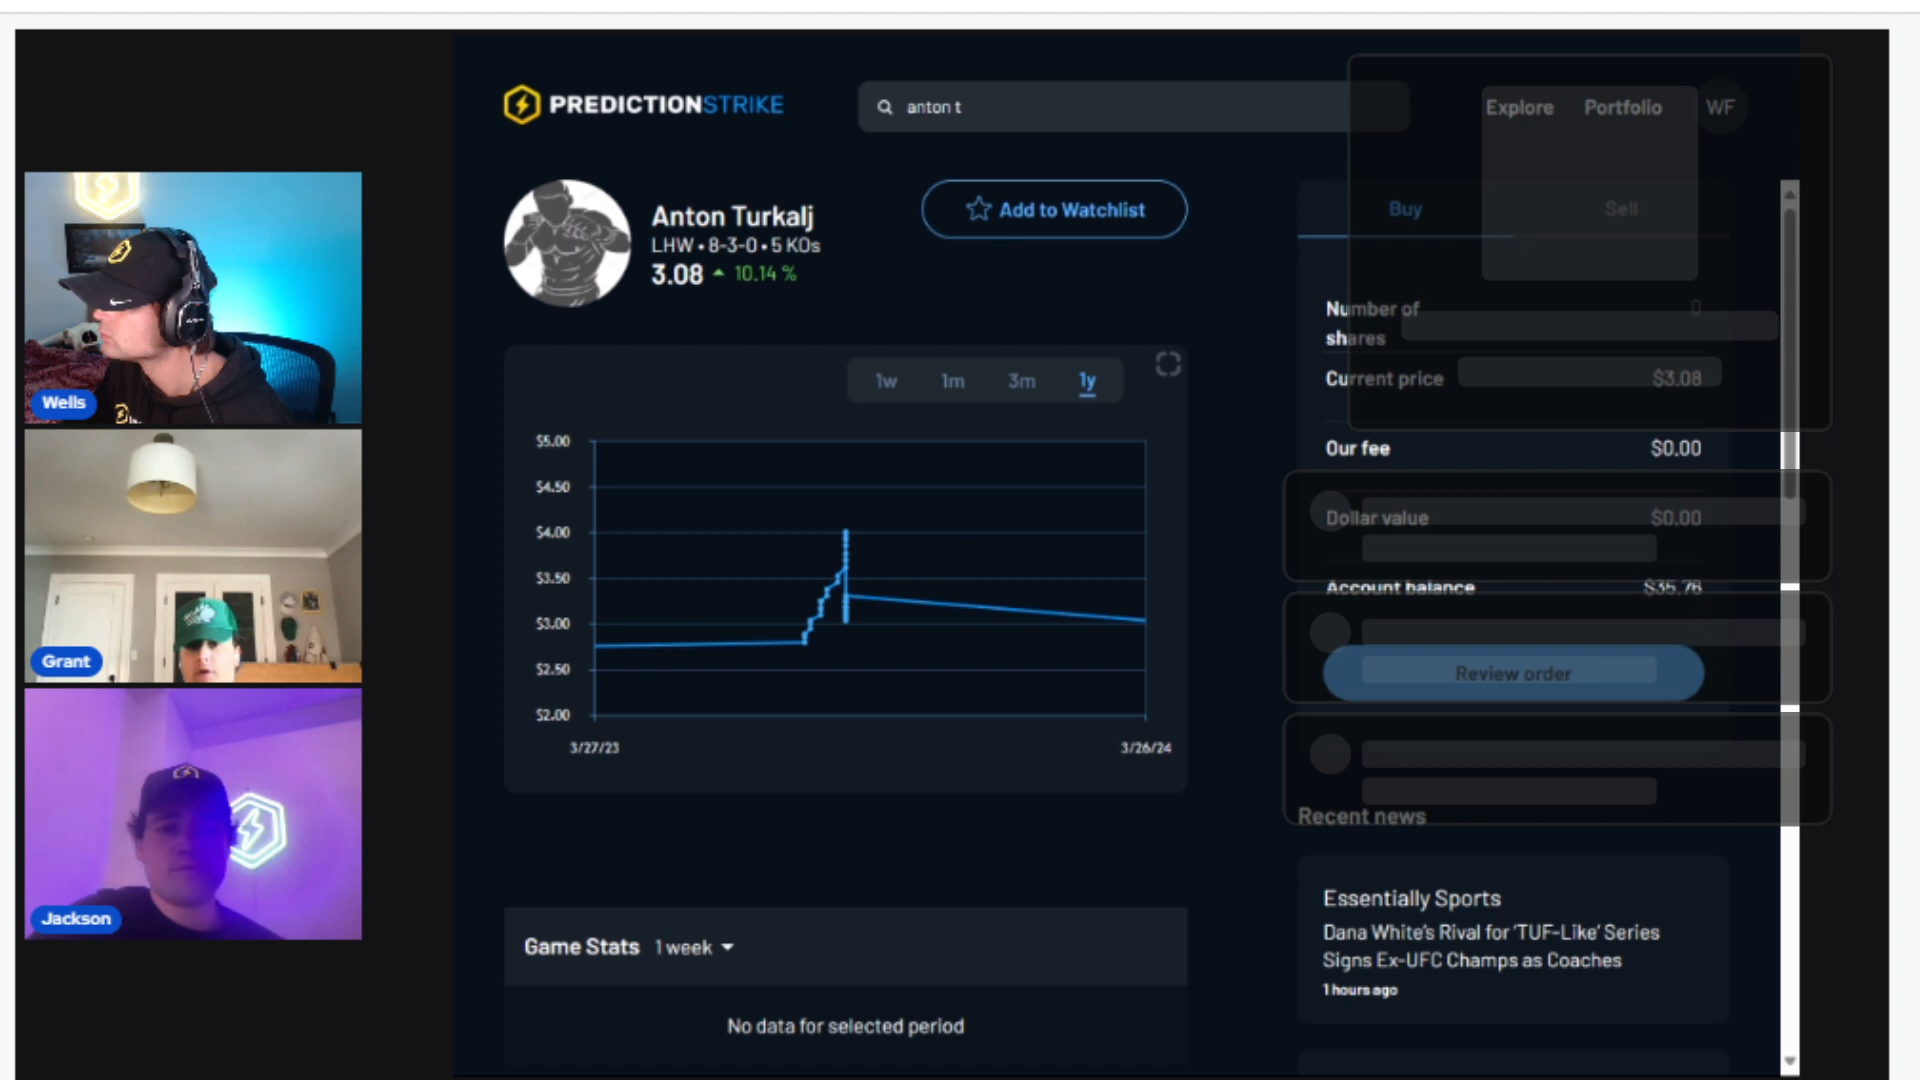 PREDICTIONSTRIKE
anton t
Explore
Portfolio
WF
Anton Turkalj
LHW • 8-3-0 • 5 KOs
3.08 10.14 %
Add to Watchlist
Buy
Sell
Number of
shares
0
Current price
$3.08
Our fee
$0.00
Dollar value
$0.00
Account balance
$35.76
Review order
1w
1m
3m
1y
$5.00
$4.50
$4.00
$3.50
$3.00
$2.50
$2.00
3/27/23
3/26/24
Wells
Grant
Jackson
Game Stats
1 week
No data for selected period
Recent news
Essentially Sports
Dana White's Rival for 'TUF-Like' Series
Signs Ex-UFC Champs as Coaches
1 hours ago